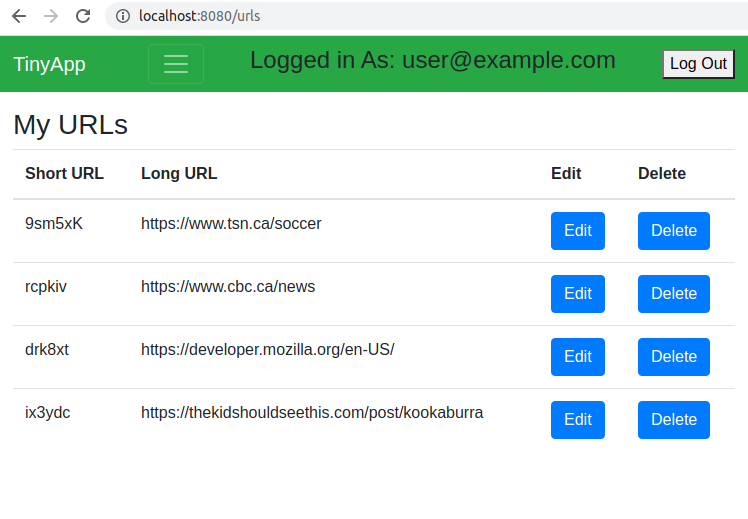 localhost:8080/urls
TinyApp Logged in As: user@example.com Log Out
My URLs
Short URL Long URL Edit Delete
9sm5xK https://www.tsn.ca/soccer Edit Delete
rcpkiv https://www.cbc.ca/news Edit Delete
drk8xt https://developer.mozilla.org/en-US/ Edit Delete
ix3ydc https://thekidshouldseethis.com/post/kookaburra Edit Delete